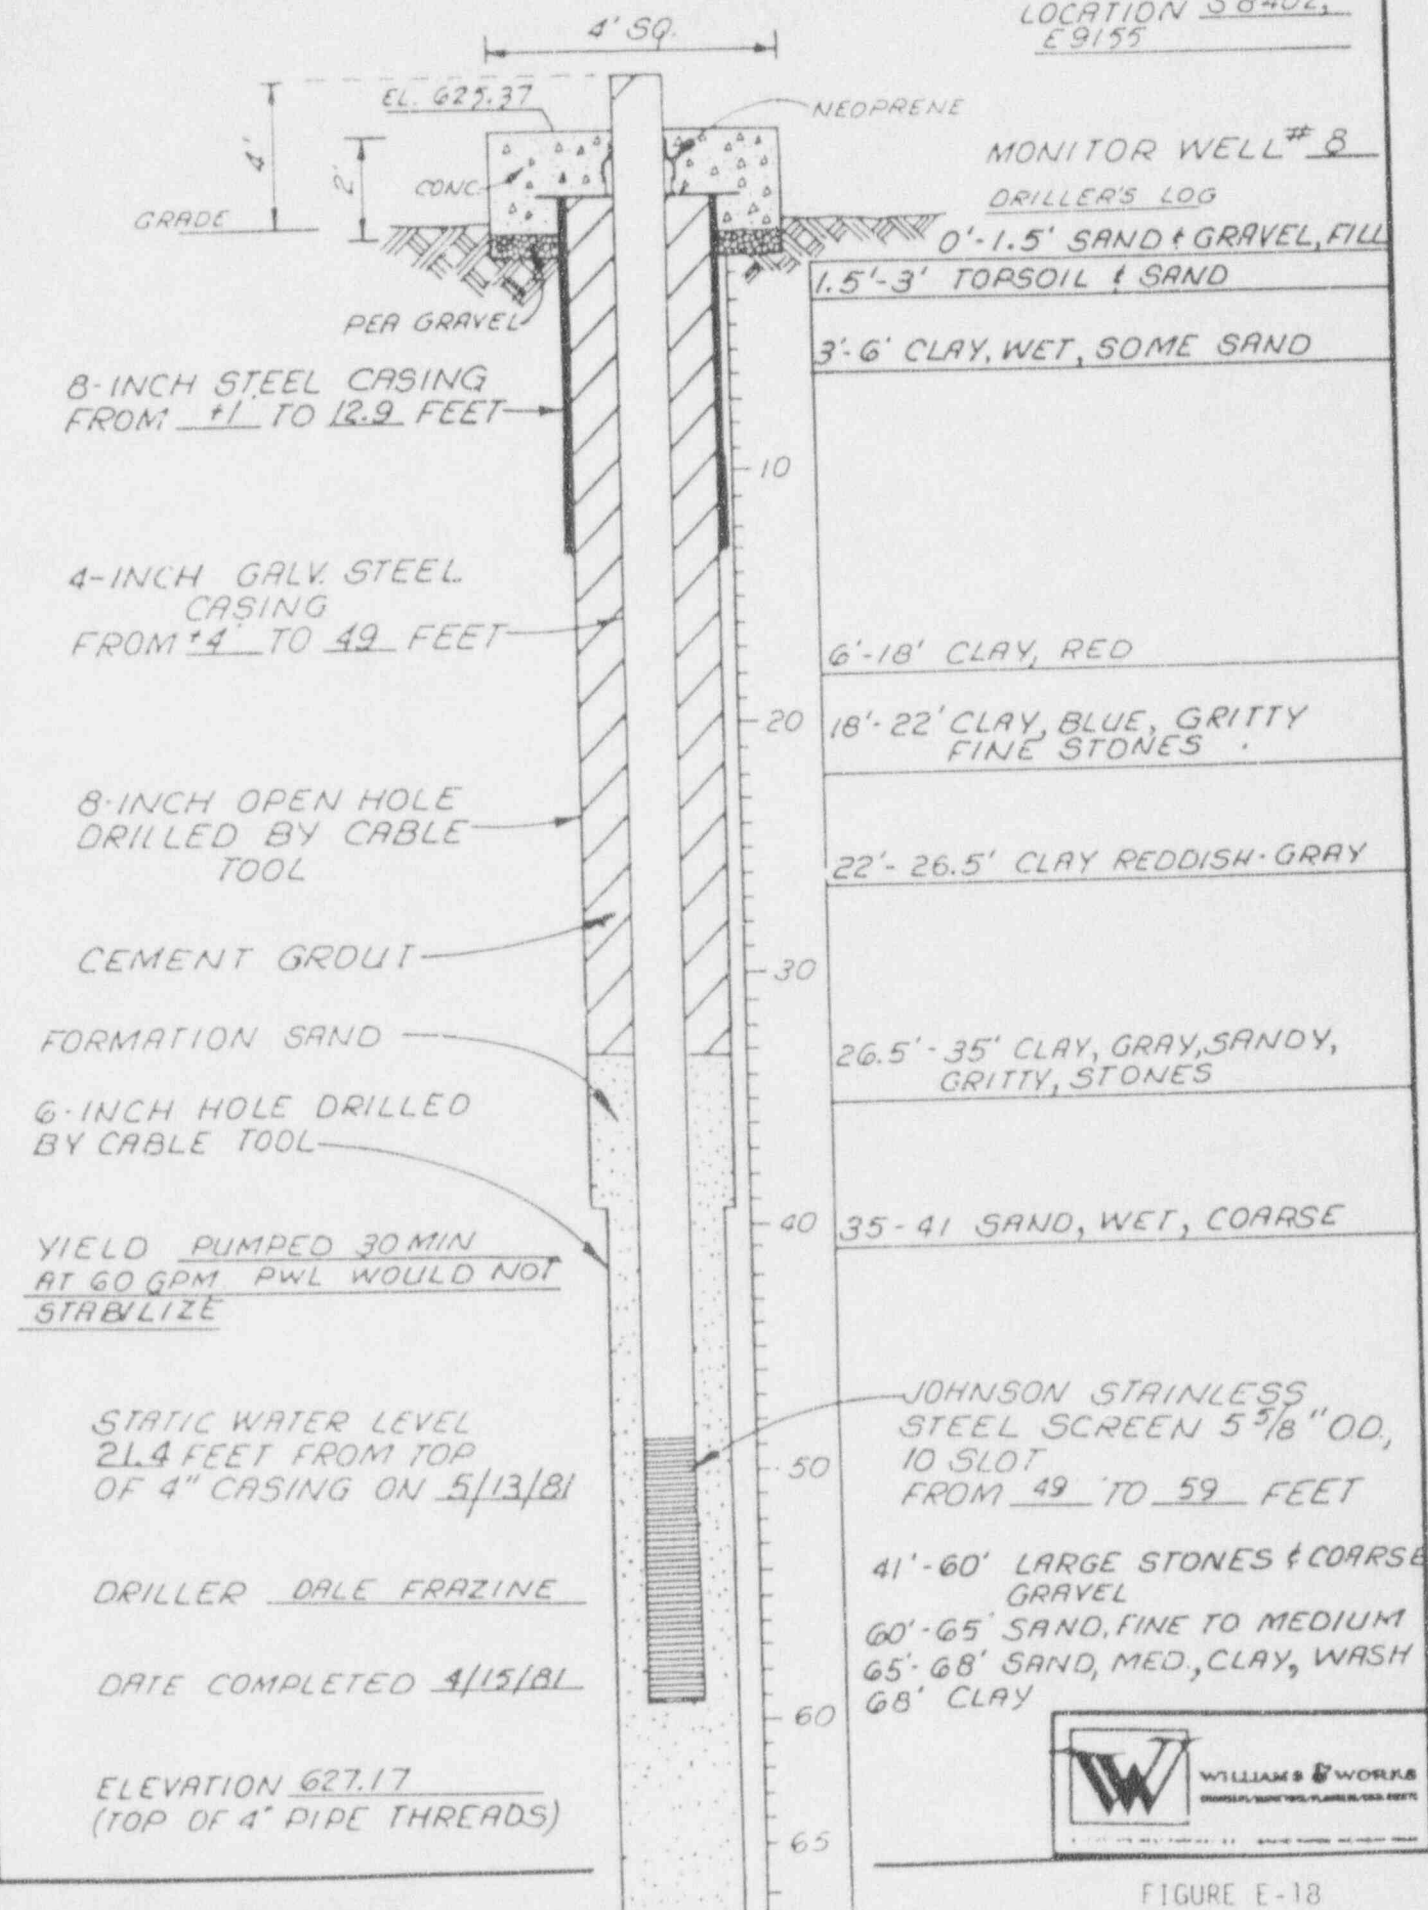 LOCATION S8402,
E9155
4' SQ.
EL. 625.37
NEOPRENE
4'
2'
CONC.
GRADE
PEA GRAVEL
MONITOR WELL # 8
DRILLER'S LOG
0'-1.5' SAND & GRAVEL, FILL
1.5'-3' TOPSOIL & SAND
3'-6' CLAY, WET, SOME SAND
8-INCH STEEL CASING
FROM +1 TO 12.9 FEET
10
4-INCH GALV. STEEL
CASING
FROM +4 TO 49 FEET
6'-18' CLAY, RED
20
18'-22' CLAY, BLUE, GRITTY
FINE STONES
8-INCH OPEN HOLE
DRILLED BY CABLE
TOOL
22'-26.5' CLAY REDDISH-GRAY
CEMENT GROUT
30
FORMATION SAND
26.5'-35' CLAY, GRAY, SANDY,
GRITTY, STONES
6-INCH HOLE DRILLED
BY CABLE TOOL
40
35-41 SAND, WET, COARSE
YIELD PUMPED 30 MIN
AT 60 GPM PWL WOULD NOT
STABILIZE
JOHNSON STAINLESS
STEEL SCREEN 5 5/8" OD.,
10 SLOT
FROM 49 TO 59 FEET
50
STATIC WATER LEVEL
21.4 FEET FROM TOP
OF 4" CASING ON 5/13/81
41'-60' LARGE STONES & COARSE
GRAVEL
60'-65' SAND, FINE TO MEDIUM
65'-68' SAND, MED., CLAY, WASH
68' CLAY
DRILLER DALE FRAZINE
DATE COMPLETED 4/15/81
60
ELEVATION 627.17
(TOP OF 4" PIPE THREADS)
65
WILLIAMS & WORKS
FIGURE E-18